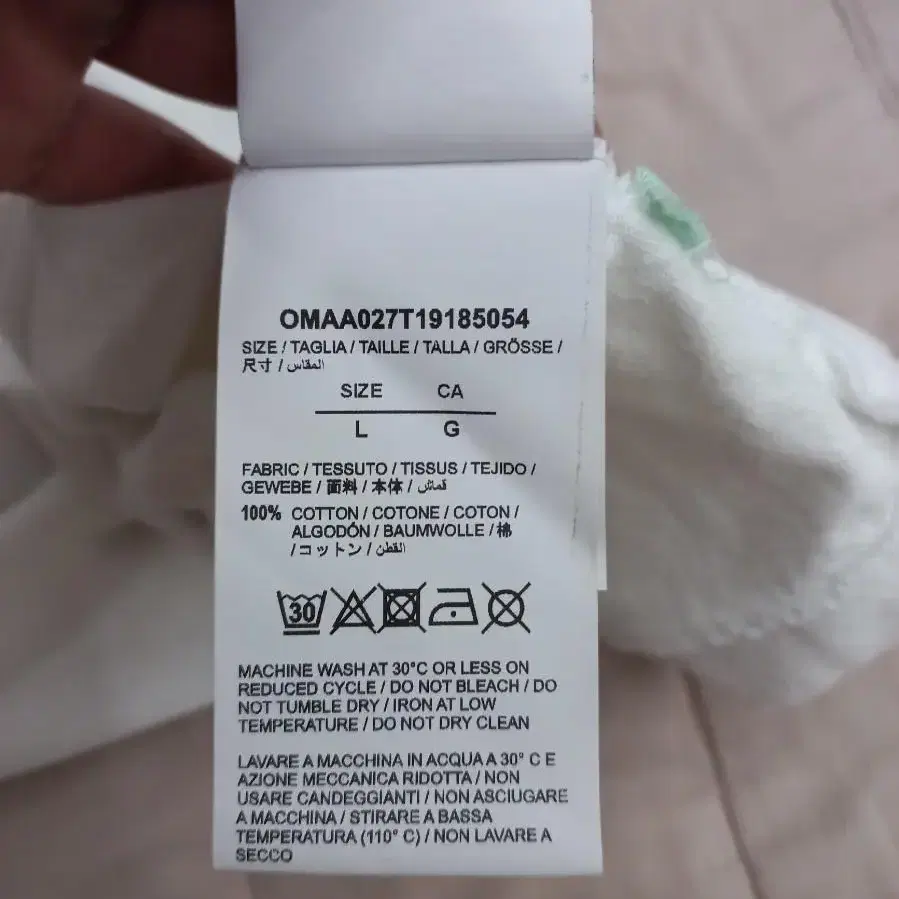 OMAA027T19185054
SIZE / TAGLIA / TAILLE / TALLA / GRÖSSE /
尺寸 / المقاس
SIZE CA
L G
FABRIC / TESSUTO / TISSUS / TEJIDO /
GEWEBE / 面料 / 本体 / قماش
100% COTTON / COTONE / COTON /
ALGODÓN / BAUMWOLLE / 棉
/ コットン / القطن
30
MACHINE WASH AT 30°C OR LESS ON
REDUCED CYCLE / DO NOT BLEACH / DO
NOT TUMBLE DRY / IRON AT LOW
TEMPERATURE / DO NOT DRY CLEAN
LAVARE A MACCHINA IN ACQUA A 30° C E
AZIONE MECCANICA RIDOTTA / NON
USARE CANDEGGIANTI / NON ASCIUGARE
A MACCHINA / STIRARE A BASSA
TEMPERATURA (110° C) / NON LAVARE A
SECCO